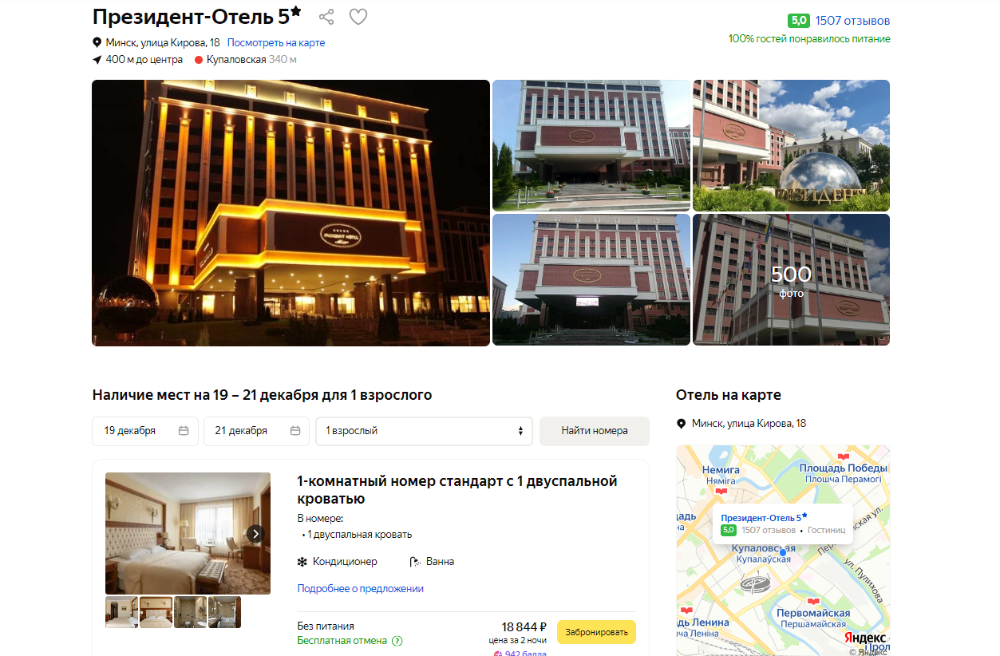 Президент-Отель 5★
5,0 1507 отзывов
Минск, улица Кирова, 18 Посмотреть на карте
100% гостей понравилось питание
400 м до центра Купаловская 340 м
PRESIDENT HOTEL
500
фото
Наличие мест на 19 – 21 декабря для 1 взрослого
Отель на карте
19 декабря 21 декабря 1 взрослый Найти номера
Минск, улица Кирова, 18
1-комнатный номер стандарт с 1 двуспальной
кроватью
В номере:
• 1 двуспальная кровать
Кондиционер Ванна
Подробнее о предложении
Без питания
Бесплатная отмена ?
18 844 ₽
цена за 2 ночи
942 балла
Забронировать
Немига
Няміга
Площадь Победы
Плошча Перамогі
Президент-Отель 5★
5,0 1507 отзывов • Гостиниц
Купаловская
Купалаўская
ул. Пулихова
Первомайская
Першамайская
Ленина
Леніна
Яндекс
© Яндекс